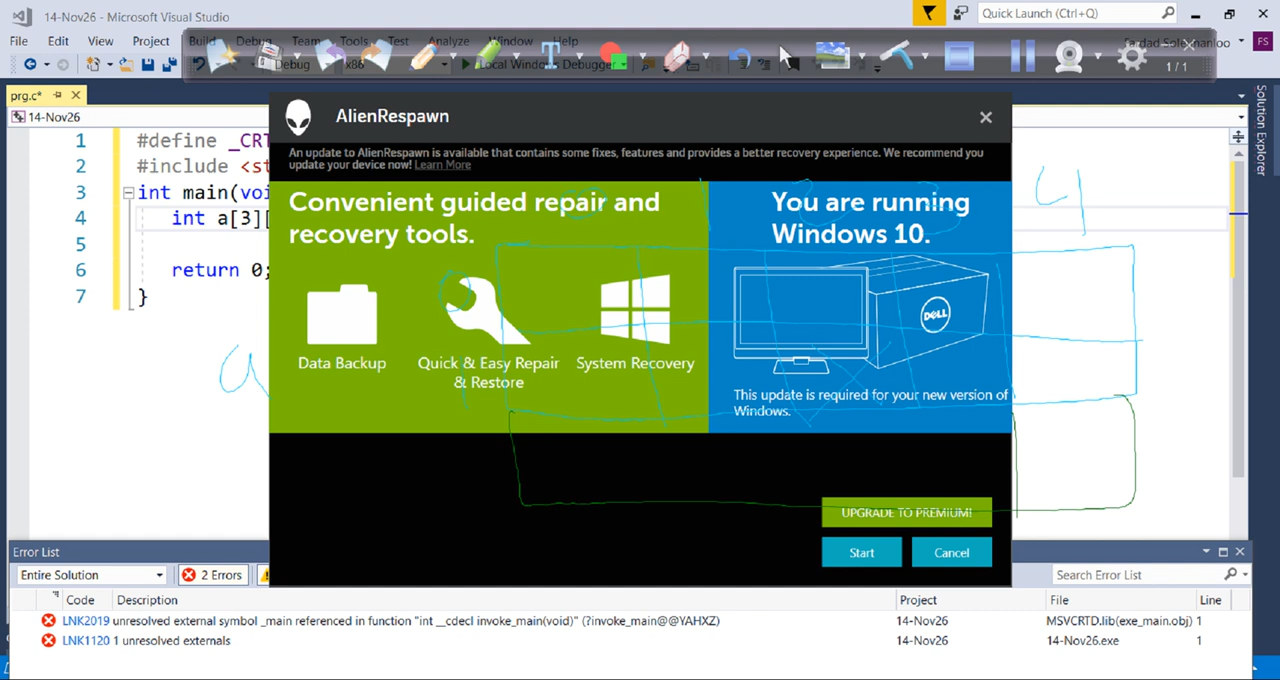 14-Nov26 - Microsoft Visual Studio
Quick Launch (Ctrl+Q)
File Edit View Project Build Debug Team Tools Test Analyze Window Help
FS
Debug x86 Local Windows Debugger
1/1
prg.c*
14-Nov26
Solution Explorer
1 #define _CRT
2 #include <st
3 int main(voi
4 int a[3][
5
6 return 0;
7 }
a
4
AlienRespawn
An update to AlienRespawn is available that contains some fixes, features and provides a better recovery experience. We recommend you
update your device now! Learn More
Convenient guided repair and
recovery tools.
Data Backup
Quick & Easy Repair
& Restore
System Recovery
You are running
Windows 10.
DELL
This update is required for your new version of
Windows.
UPGRADE TO PREMIUM!
Start Cancel
Error List
Entire Solution 2 Errors Search Error List
Code Description Project File Line
LNK2019 unresolved external symbol _main referenced in function "int __cdecl invoke_main(void)" (?invoke_main@@YAHXZ) 14-Nov26 MSVCRTD.lib(exe_main.obj) 1
LNK1120 1 unresolved externals 14-Nov26 14-Nov26.exe 1